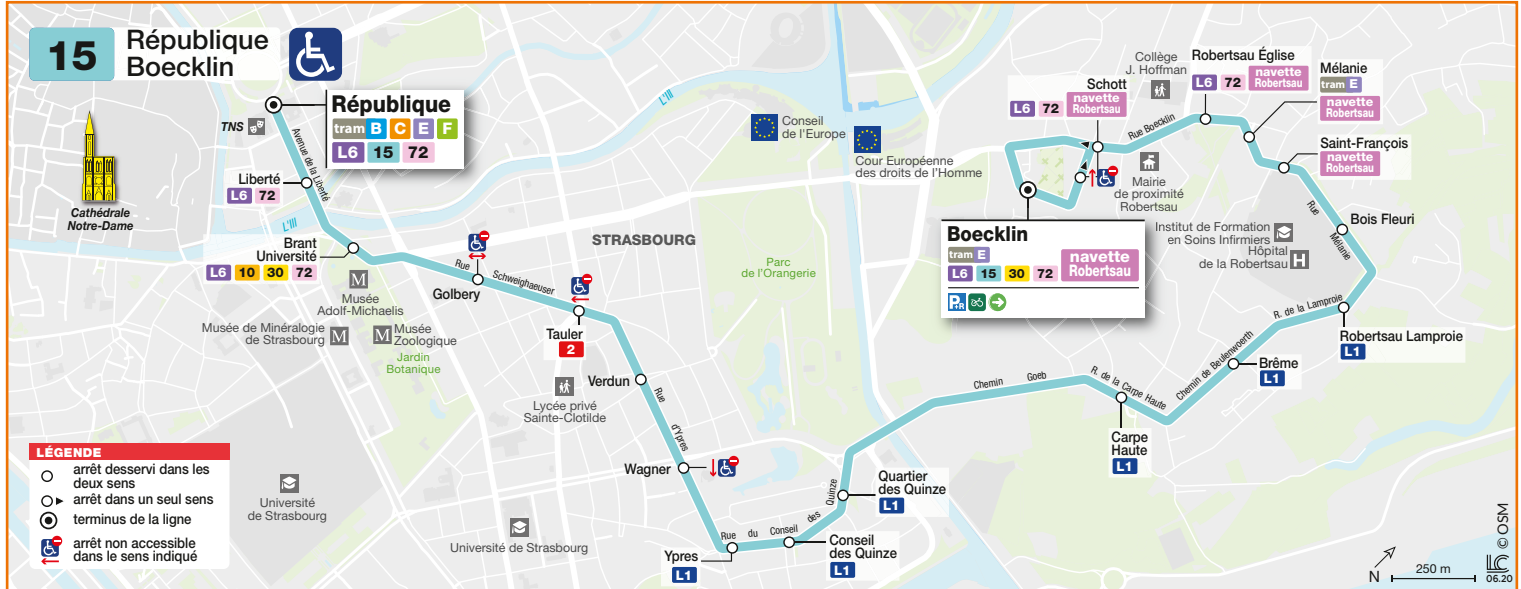 15
République
Boecklin
L'Ill
TNS
République
tram B C E F
L6 15 72
Avenue de la Liberté
Liberté
L6 72
Cathédrale
Notre-Dame
L'Ill
Brant
Université
L6 10 30 72
M
Musée
Adolf-Michaelis
Musée de Minéralogie
de Strasbourg
M
M
Musée
Zoologique
Jardin
Botanique
Golbery
Rue Schweighaeuser
Tauler
2
STRASBOURG
Conseil
de l'Europe
Cour Européenne
des droits de l'Homme
Parc
de l'Orangerie
Verdun
Lycée privé
Sainte-Clotilde
Rue d'Ypres
Wagner
Ypres
L1
Rue du Conseil des Quinze
Conseil
des Quinze
L1
Quartier
des Quinze
L1
Chemin Goeb
R. de la Carpe Haute
Carpe
Haute
L1
Chemin de Beulenwoerth
Brême
L1
R. de la Lamproie
Robertsau Lamproie
L1
Rue Mélanie
Bois Fleuri
Institut de Formation
en Soins Infirmiers
Hôpital
de la Robertsau
H
Saint-François
navette
Robertsau
Mélanie
tram E
navette
Robertsau
Robertsau Église
L6 72 navette
Robertsau
Collège
J. Hoffman
Rue Boecklin
Schott
L6 72 navette
Robertsau
Mairie
de proximité
Robertsau
Boecklin
tram E
L6 15 30 72 navette
Robertsau
P+R
Université
de Strasbourg
Université de Strasbourg
LÉGENDE
arrêt desservi dans les
deux sens
arrêt dans un seul sens
terminus de la ligne
arrêt non accessible
dans le sens indiqué
N
250 m
© OSM
LC
06.20